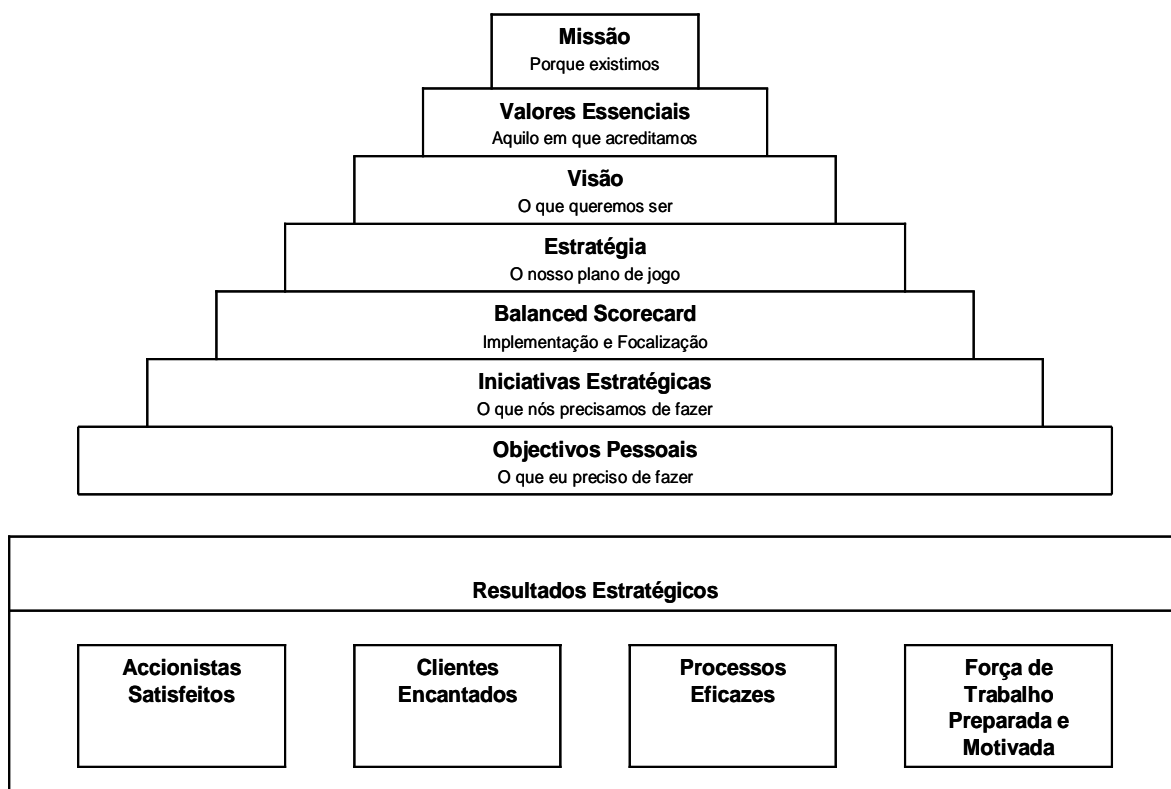 Missão
Porque existimos
Valores Essenciais
Aquilo em que acreditamos
Visão
O que queremos ser
Estratégia
O nosso plano de jogo
Balanced Scorecard
Implementação e Focalização
Iniciativas Estratégicas
O que nós precisamos de fazer
Objectivos Pessoais
O que eu preciso de fazer
Resultados Estratégicos
Accionistas
Satisfeitos
Clientes
Encantados
Processos
Eficazes
Força de
Trabalho
Preparada e
Motivada